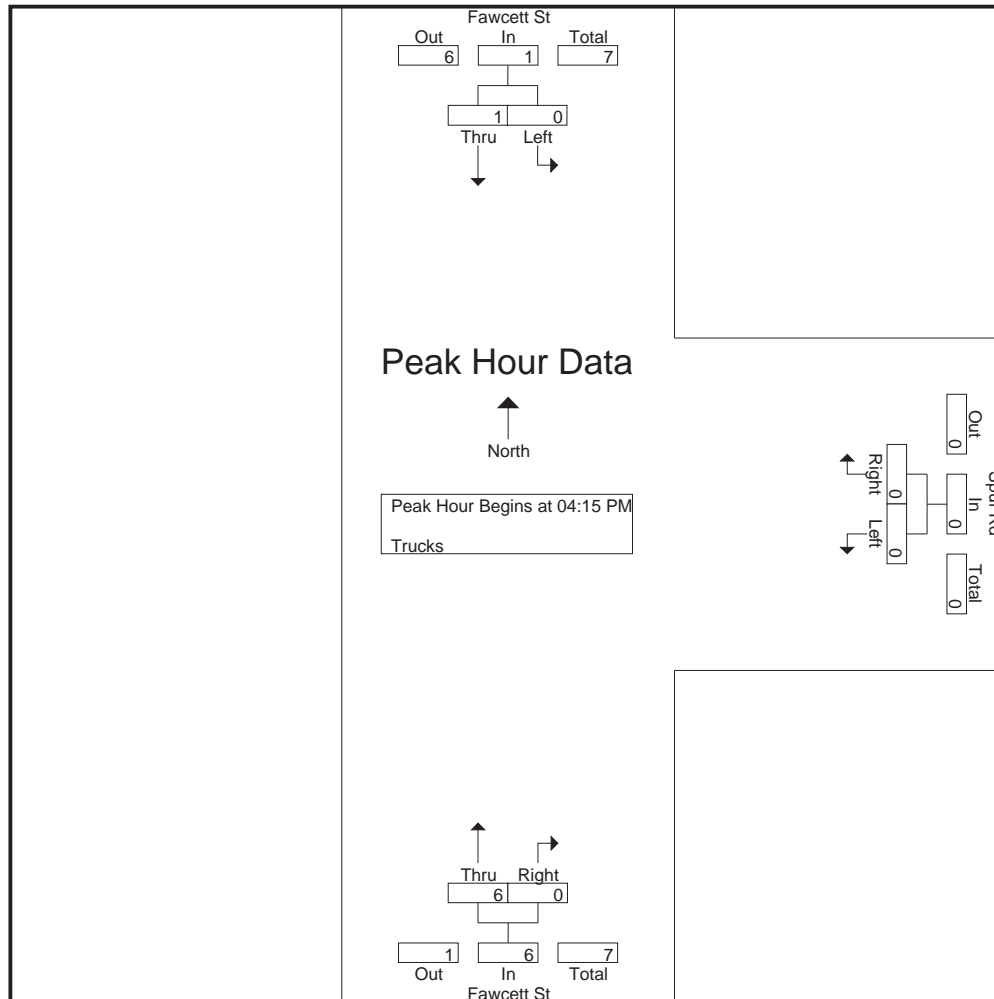 Fawcett St
Out In Total
6 1 7
1 0
Thru Left
Peak Hour Data
North
Peak Hour Begins at 04:15 PM
Trucks
Out
0
In
0
Total
0
Right
0
Left
0
Thru Right
6 0
1 6 7
Out In Total
Fawcett St